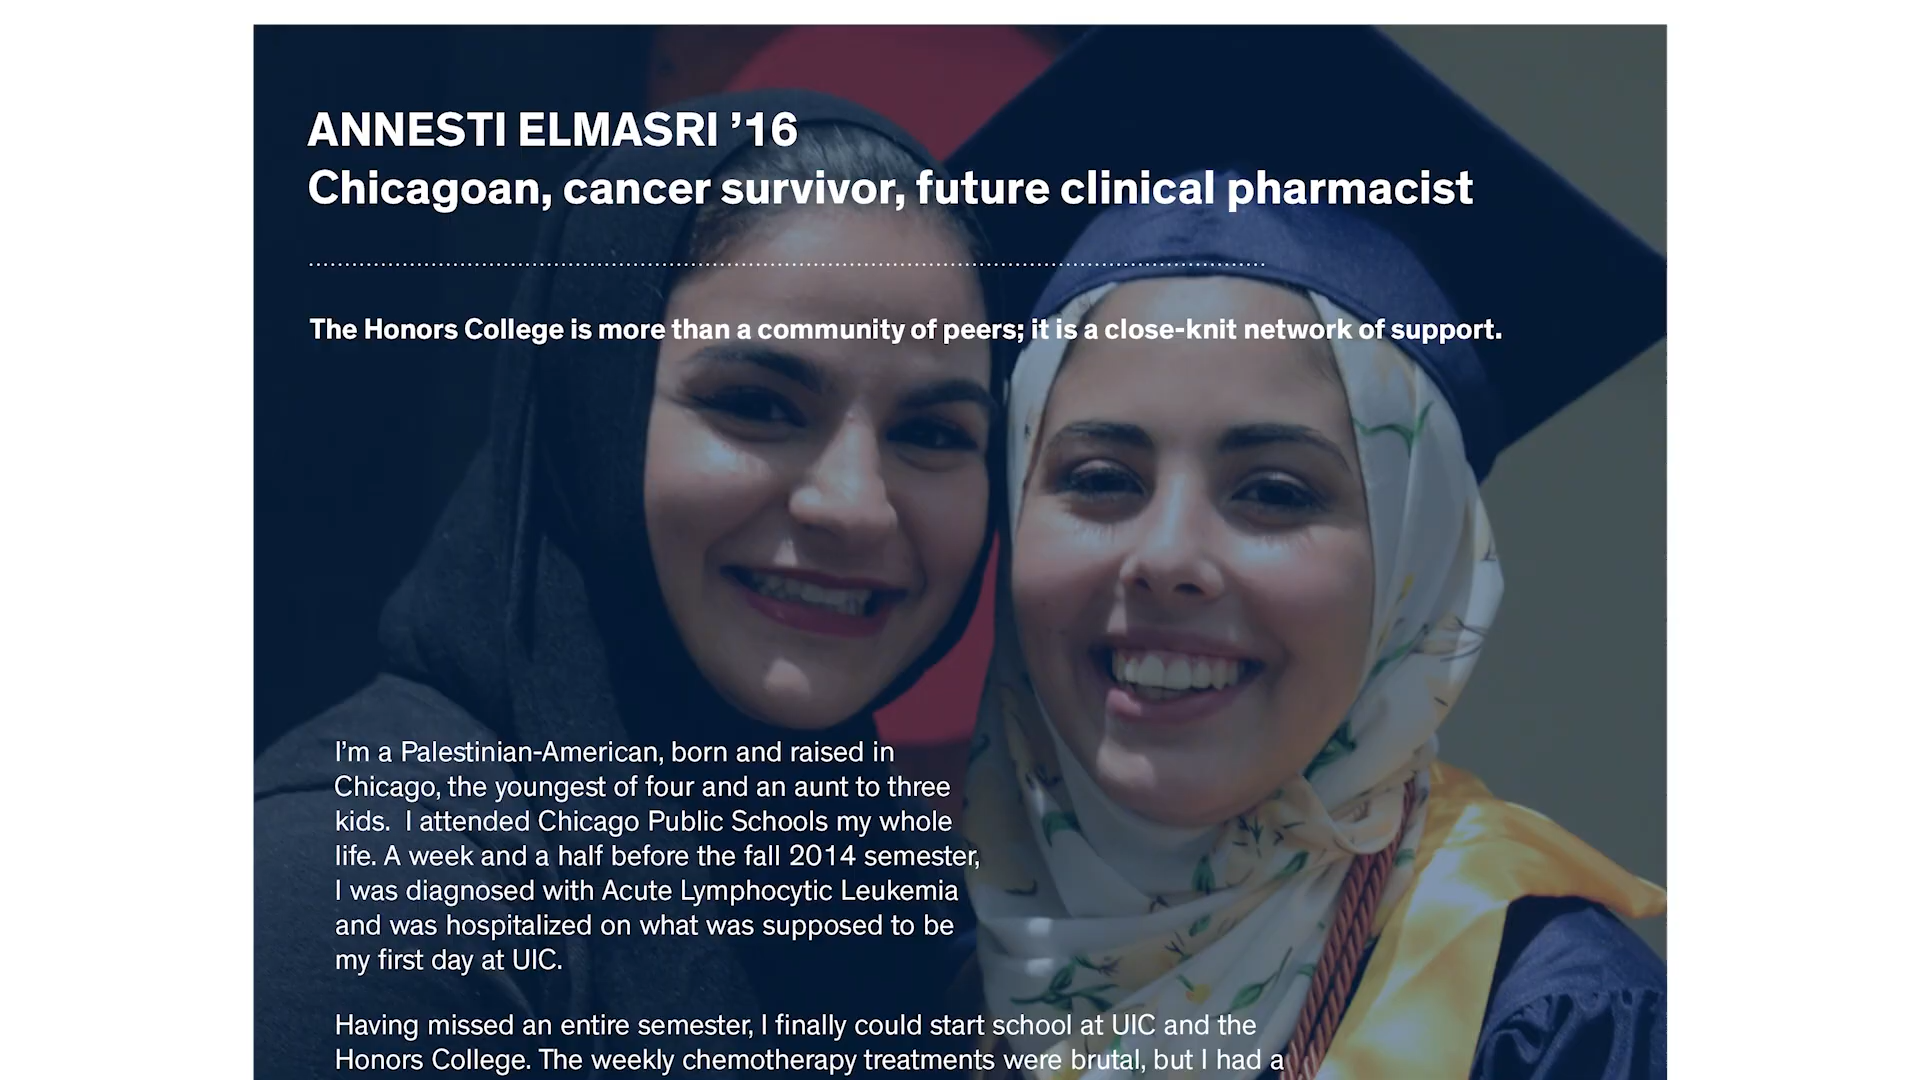 ANNESTI ELMASRI ’16
Chicagoan, cancer survivor, future clinical pharmacist
The Honors College is more than a community of peers; it is a close-knit network of support.
I’m a Palestinian-American, born and raised in
Chicago, the youngest of four and an aunt to three
kids.  I attended Chicago Public Schools my whole
life. A week and a half before the fall 2014 semester,
I was diagnosed with Acute Lymphocytic Leukemia
and was hospitalized on what was supposed to be
my first day at UIC.
Having missed an entire semester, I finally could start school at UIC and the
Honors College. The weekly chemotherapy treatments were brutal, but I had a